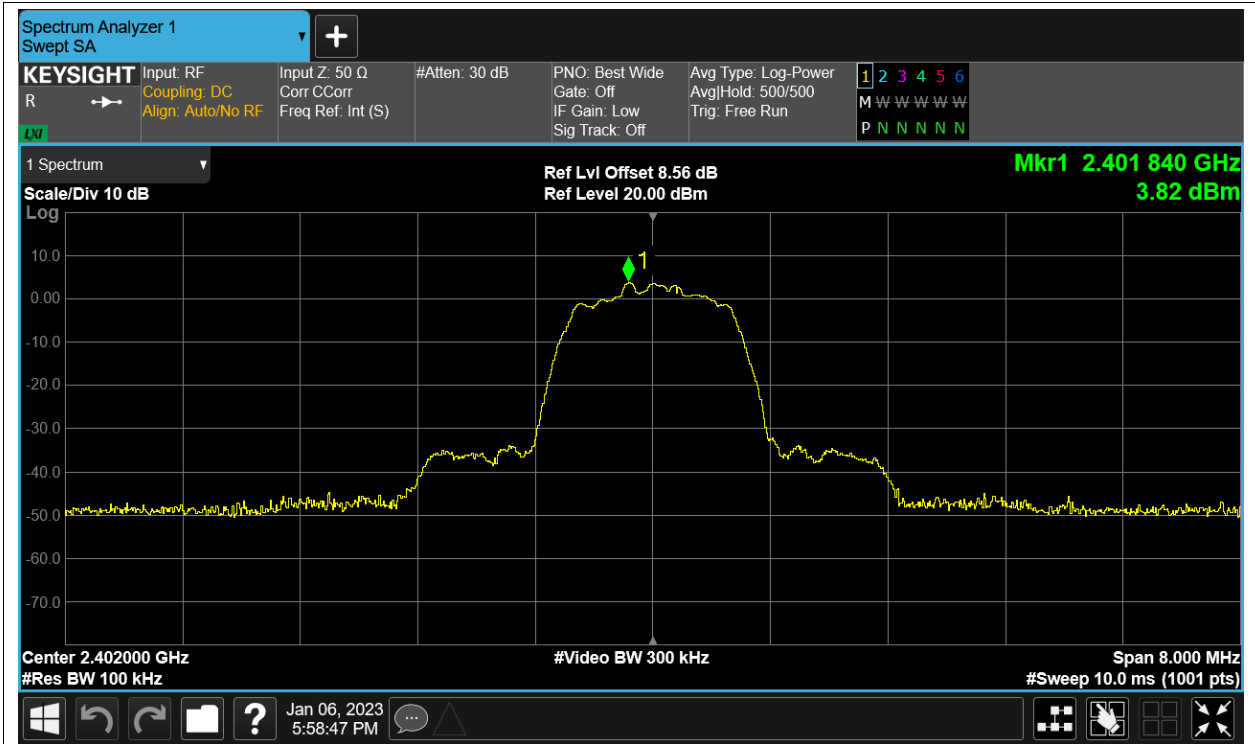 Spectrum Analyzer 1
Swept SA
KEYSIGHT
R
LXI
Input: RF
Coupling: DC
Align: Auto/No RF
Input Z: 50 Ω
Corr CCorr
Freq Ref: Int (S)
#Atten: 30 dB
PNO: Best Wide
Gate: Off
IF Gain: Low
Sig Track: Off
Avg Type: Log-Power
Avg|Hold: 500/500
Trig: Free Run
1 2 3 4 5 6
M W W W W W
P N N N N N
1 Spectrum
Scale/Div 10 dB
Log
Ref Lvl Offset 8.56 dB
Ref Level 20.00 dBm
Mkr1 2.401 840 GHz
3.82 dBm
1
10.0
0.00
-10.0
-20.0
-30.0
-40.0
-50.0
-60.0
-70.0
Center 2.402000 GHz
#Res BW 100 kHz
#Video BW 300 kHz
Span 8.000 MHz
#Sweep 10.0 ms (1001 pts)
?
Jan 06, 2023
5:58:47 PM